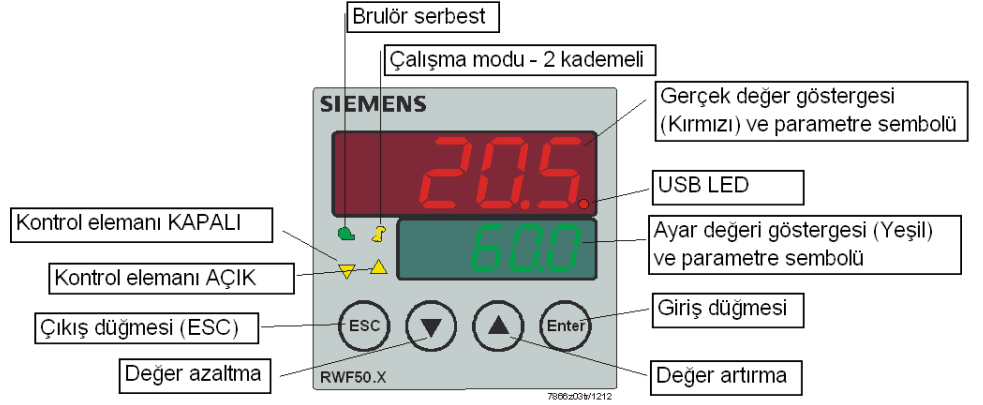 Brulör serbest
Çalışma modu - 2 kademeli
SIEMENS
Gerçek değer göstergesi
(Kırmızı) ve parametre sembolü
20.5
USB LED
Kontrol elemanı KAPALI
Ayar değeri göstergesi (Yeşil)
ve parametre sembolü
60.0
Kontrol elemanı AÇIK
Giriş düğmesi
Çıkış düğmesi (ESC)
ESC
Enter
Değer azaltma
Değer artırma
RWF50.X
7866z03tr/1212